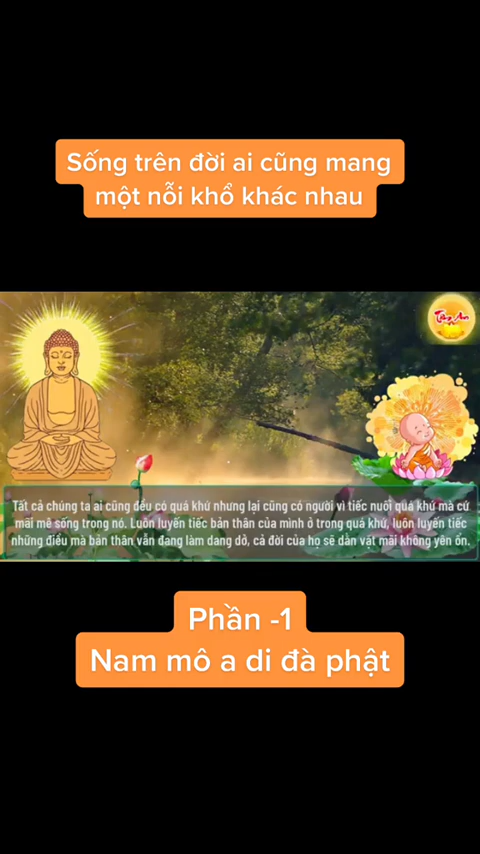 Sống trên đời ai cũng mang
một nỗi khổ khác nhau
Tâm An
Tất cả chúng ta ai cũng đều có quá khứ nhưng lại cũng có người vì tiếc nuối quá khứ mà cứ
mãi mê sống trong nó. Luôn luyến tiếc bản thân của mình ở trong quá khứ, luôn luyến tiếc
những điều mà bản thân vẫn đang làm dang dở, cả đời của họ sẽ dằn vặt mãi không yên ổn.
Phần -1
Nam mô a di đà phật